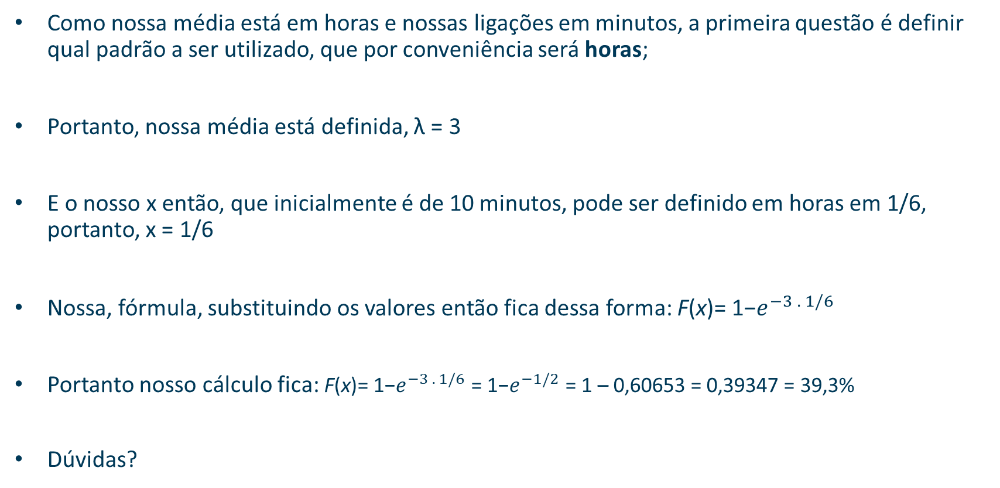 • Como nossa média está em horas e nossas ligações em minutos, a primeira questão é definir
qual padrão a ser utilizado, que por conveniência será horas;
• Portanto, nossa média está definida, λ = 3
• E o nosso x então, que inicialmente é de 10 minutos, pode ser definido em horas em 1/6,
portanto, x = 1/6
• Nossa, fórmula, substituindo os valores então fica dessa forma: F(x)= 1−e^{−3 . 1/6}
• Portanto nosso cálculo fica: F(x)= 1−e^{−3 . 1/6} = 1−e^{−1/2} = 1 – 0,60653 = 0,39347 = 39,3%
• Dúvidas?